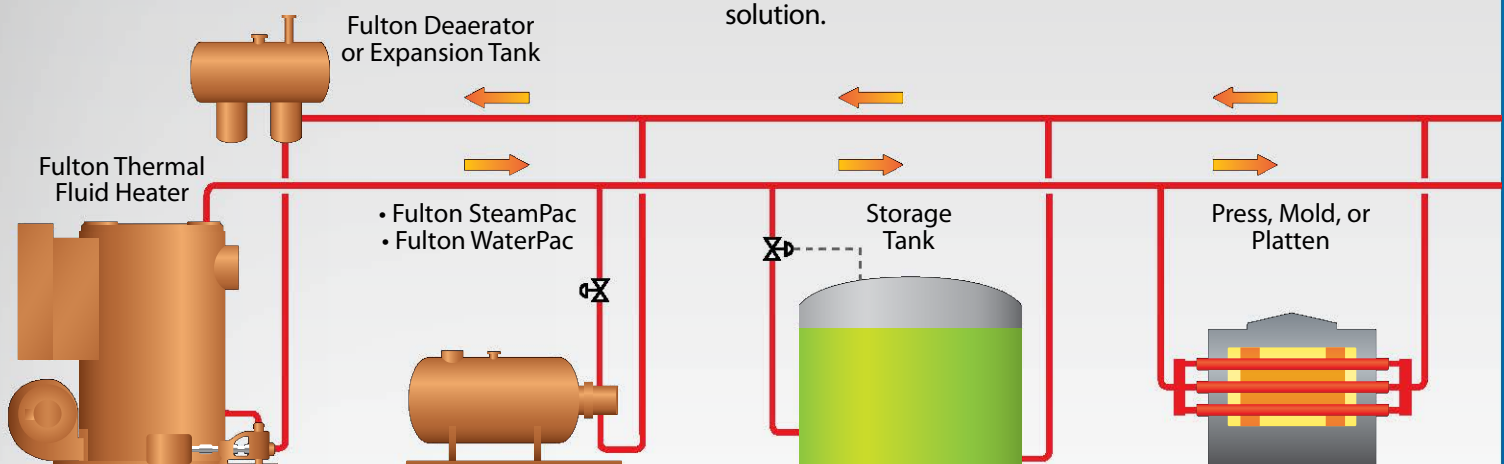 solution.
Fulton Deaerator
or Expansion Tank
Fulton Thermal
Fluid Heater
• Fulton SteamPac
• Fulton WaterPac
Storage
Tank
Press, Mold, or
Platten